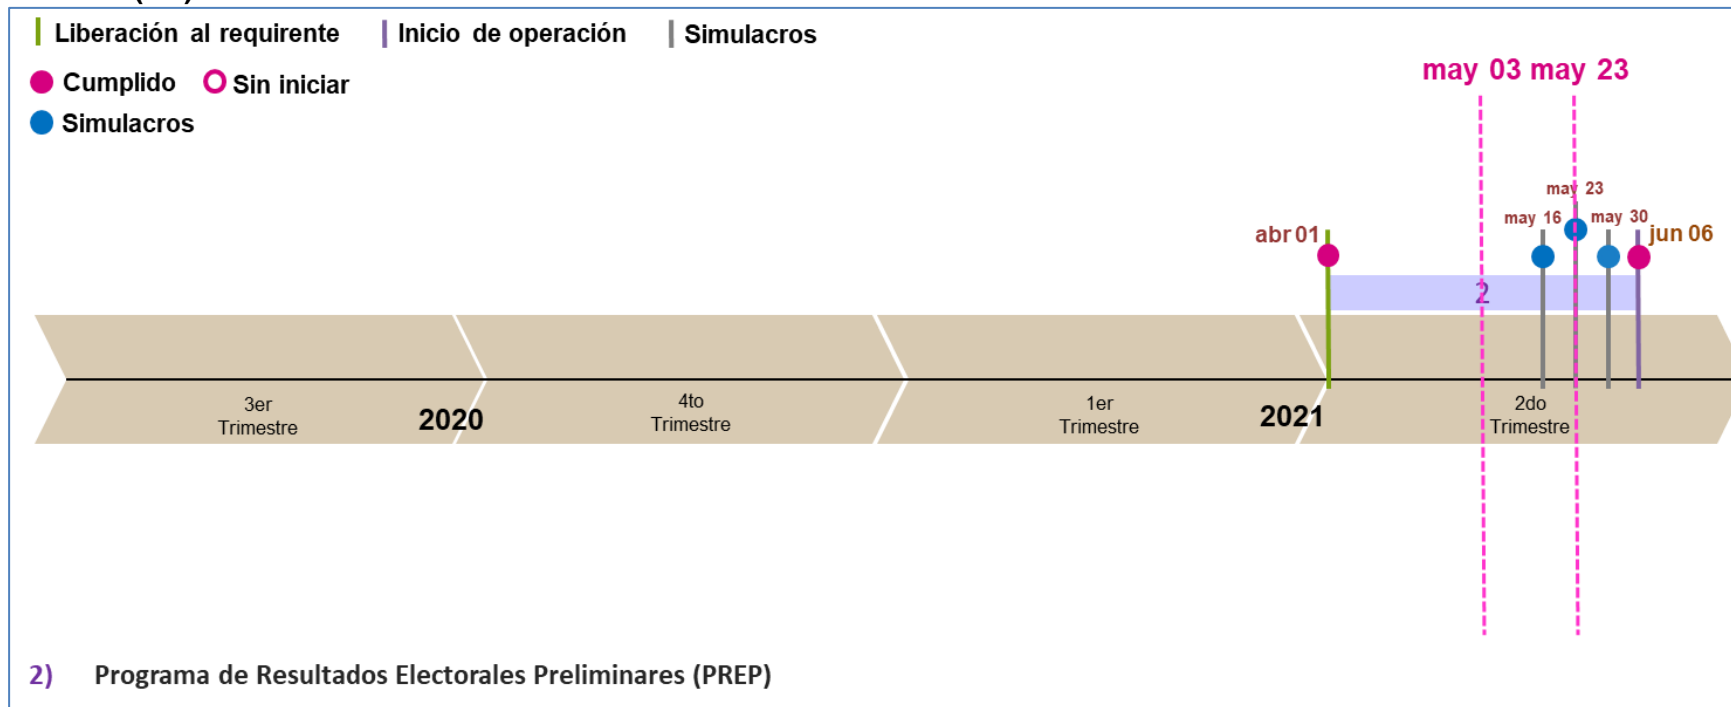 Liberación al requirente Inicio de operación Simulacros
Cumplido Sin iniciar
Simulacros
may 03 may 23
may 23
may 16 may 30
abr 01 jun 06
2
3er Trimestre
2020
4to Trimestre
1er Trimestre
2021
2do Trimestre
2) Programa de Resultados Electorales Preliminares (PREP)